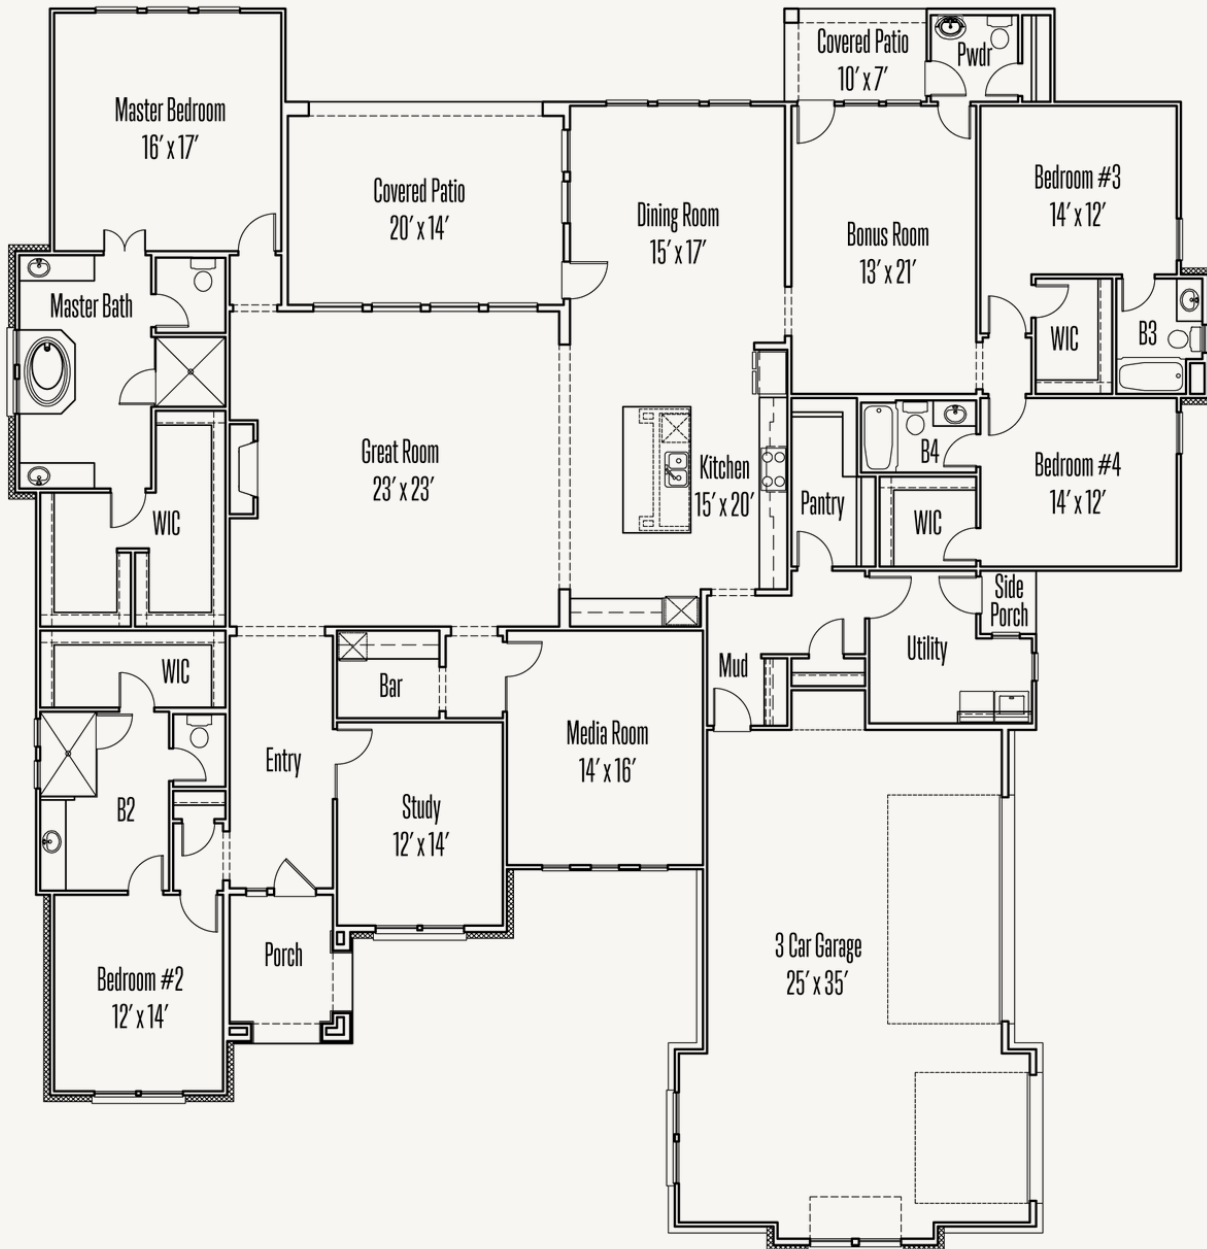 Covered Patio
10' x 7'
Pwdr
Master Bedroom
16' x 17'
Covered Patio
20' x 14'
Dining Room
15' x 17'
Bonus Room
13' x 21'
Bedroom #3
14' x 12'
Master Bath
WIC
B3
Great Room
23' x 23'
Kitchen
15' x 20'
Pantry
B4
Bedroom #4
14' x 12'
WIC
WIC
Side
Porch
Utility
WIC
Bar
Mud
Media Room
14' x 16'
Entry
B2
Study
12' x 14'
Porch
3 Car Garage
25' x 35'
Bedroom #2
12' x 14'